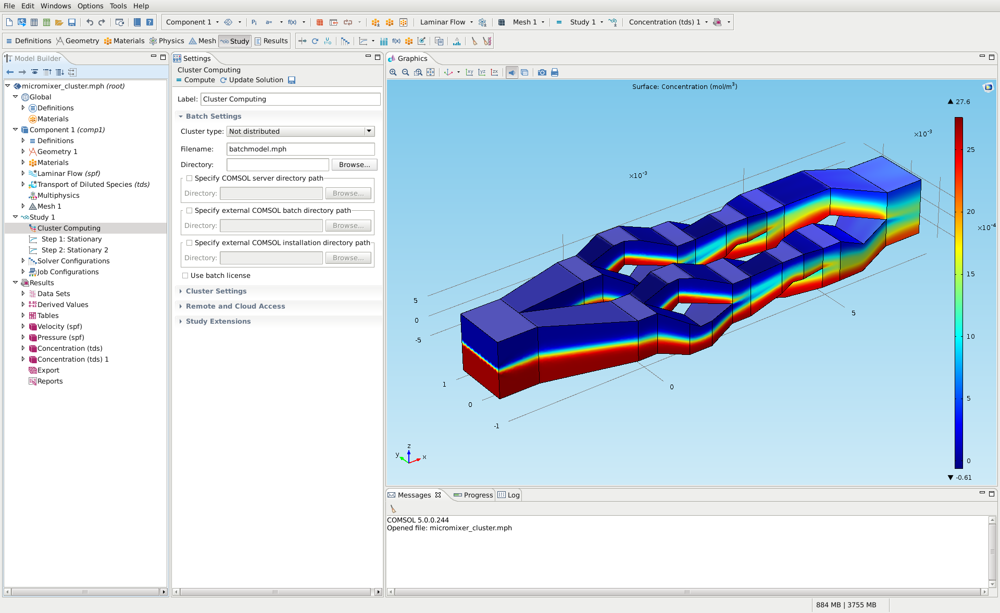 File Edit Windows Options Tools Help
Component 1 Pi a= f(x) Laminar Flow Mesh 1 = Study 1 Concentration (tds) 1
Definitions Geometry Materials Physics Mesh Study Results f(x)
Model Builder
micromixer_cluster.mph (root)
Global
Definitions
Materials
Component 1 (comp1)
Definitions
Geometry 1
Materials
Laminar Flow (spf)
Transport of Diluted Species (tds)
Multiphysics
Mesh 1
Study 1
Cluster Computing
Step 1: Stationary
Step 2: Stationary 2
Solver Configurations
Job Configurations
Results
Data Sets
Derived Values
Tables
Velocity (spf)
Pressure (spf)
Concentration (tds)
Concentration (tds) 1
Export
Reports
Settings
Cluster Computing
= Compute Update Solution
Label: Cluster Computing
Batch Settings
Cluster type: Not distributed
Filename: batchmodel.mph
Directory: Browse...
Specify COMSOL server directory path
Directory: Browse...
Specify external COMSOL batch directory path
Directory: Browse...
Specify external COMSOL installation directory path
Directory: Browse...
Use batch license
Cluster Settings
Remote and Cloud Access
Study Extensions
Graphics
xy yz zx
Surface: Concentration (mol/m³)
▲ 27.6
×10⁻³
25
×10⁻³
20
×10⁻⁴
15
10
5
0
-5
5
5
1
0
0
-1
0
▼ -0.61
z
y
x
Messages Progress Log
COMSOL 5.0.0.244
Opened file: micromixer_cluster.mph
884 MB | 3755 MB